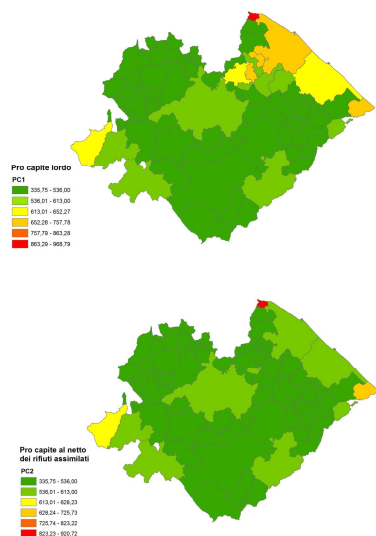 Pro capite lordo
PC1
335,75 - 536,00
536,01 - 613,00
613,01 - 652,27
652,28 - 757,78
757,79 - 863,28
863,29 - 968,79
Pro capite al netto
dei rifiuti assimilati
PC2
335,75 - 536,00
536,01 - 613,00
613,01 - 628,23
628,24 - 725,73
725,74 - 823,22
823,23 - 920,72